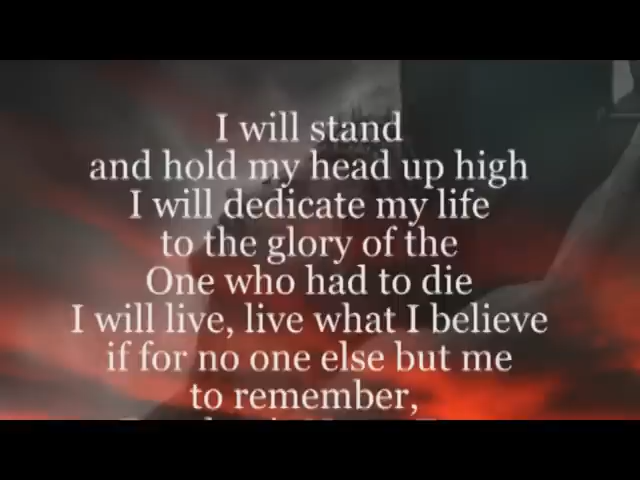 I will stand
and hold my head up high
I will dedicate my life
to the glory of the
One who had to die
I will live, live what I believe
if for no one else but me
to remember,